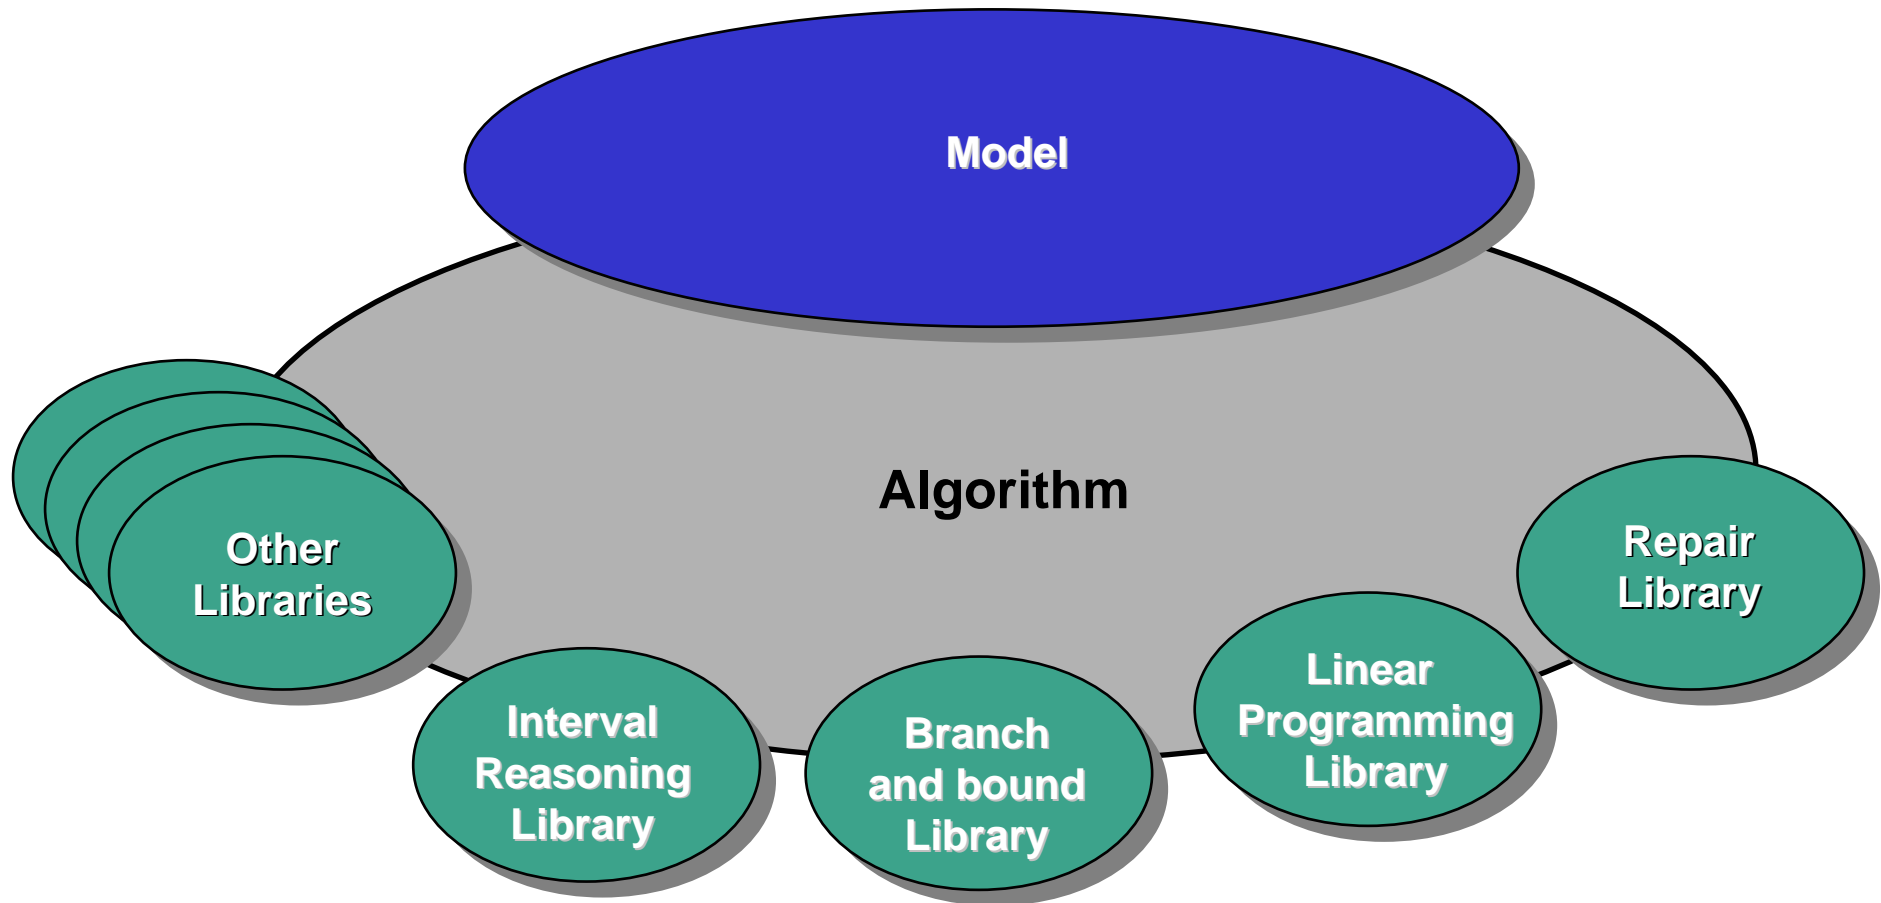 Model
Algorithm
Other
Libraries
Interval
Reasoning
Library
Branch
and bound
Library
Linear
Programming
Library
Repair
Library